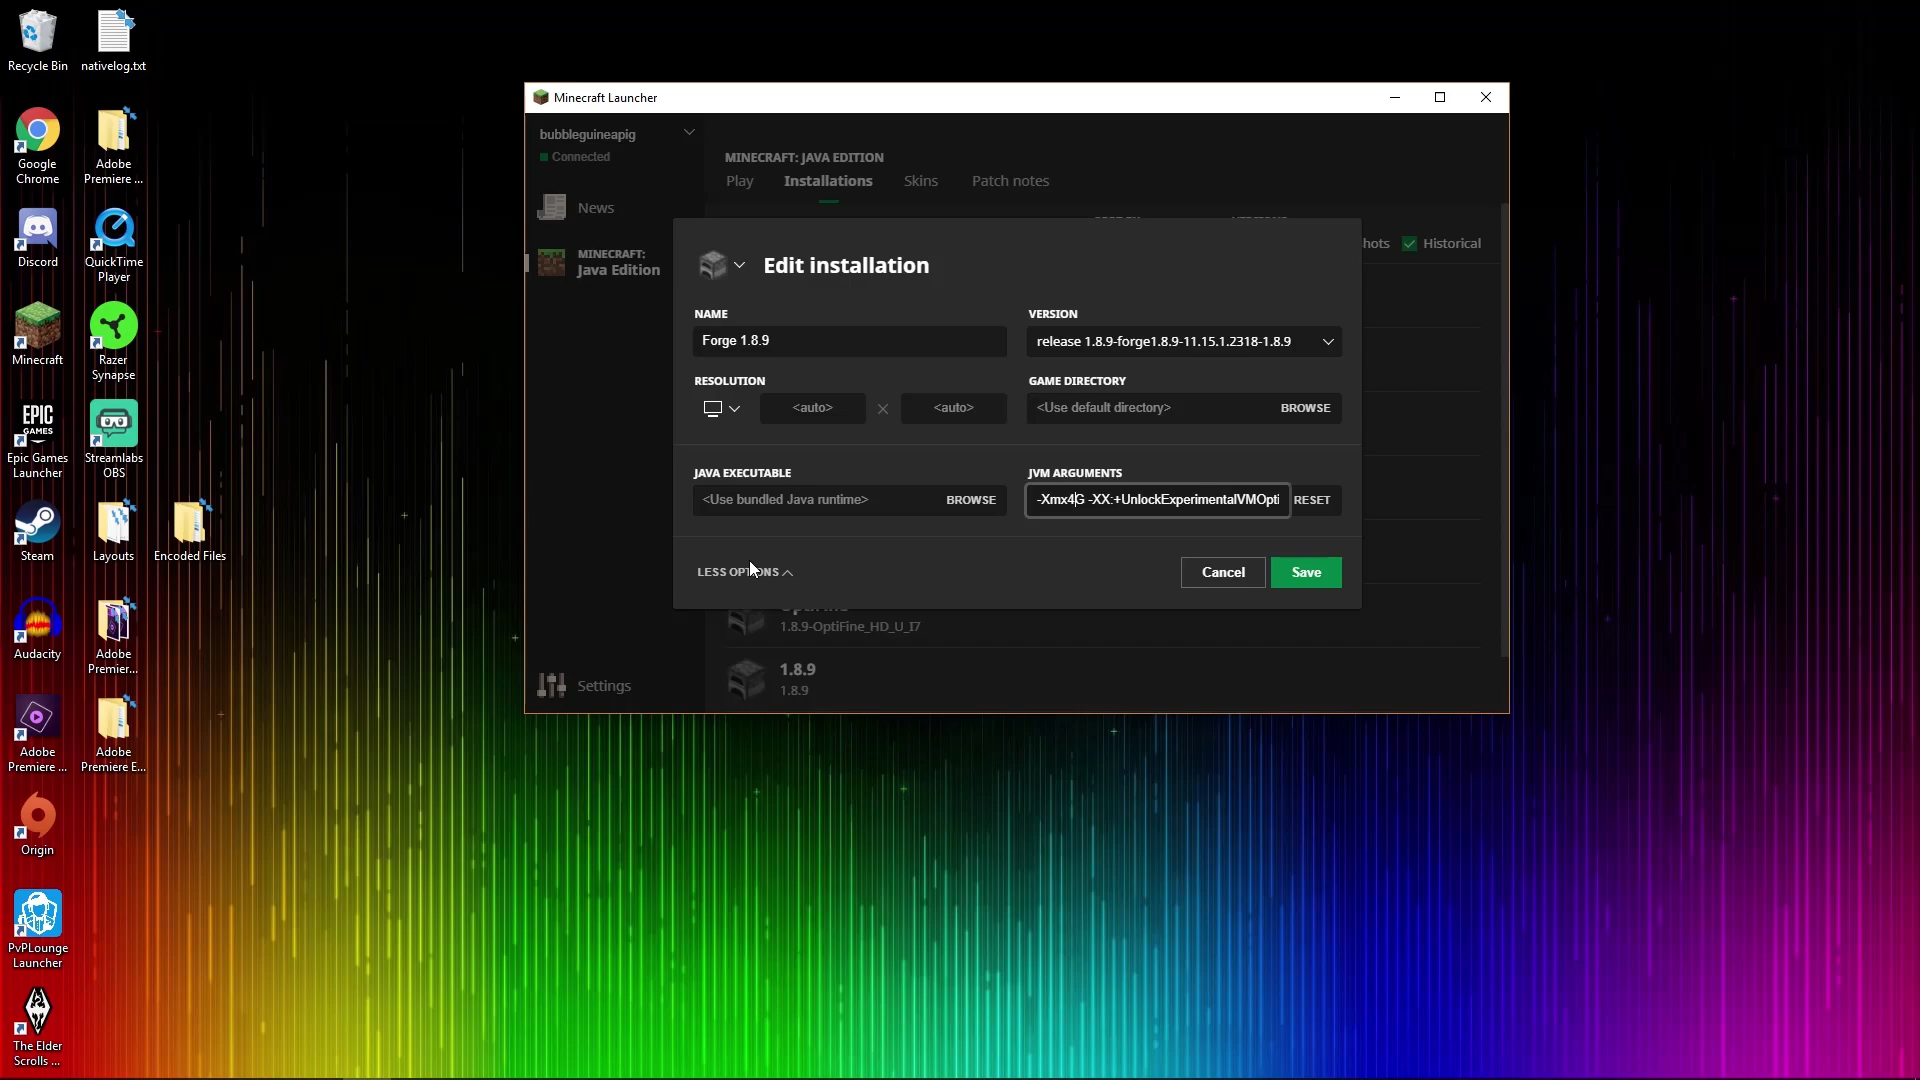 Recycle Bin
nativelog.txt
Google
Chrome
Adobe
Premiere ...
Discord
QuickTime
Player
Minecraft
Razer
Synapse
EPIC
GAMES
Epic Games
Launcher
Streamlabs
OBS
Steam
Layouts
Encoded Files
Audacity
Adobe
Premier...
Adobe
Premiere ...
Adobe
Premiere E...
Origin
PvPLounge
Launcher
The Elder
Scrolls ...
Minecraft Launcher
bubbleguineapig
Connected
News
MINECRAFT:
Java Edition
Settings
MINECRAFT: JAVA EDITION
Play
Installations
Skins
Patch notes
hots
Historical
Edit installation
NAME
VERSION
Forge 1.8.9
release 1.8.9-forge1.8.9-11.15.1.2318-1.8.9
RESOLUTION
GAME DIRECTORY
<auto>
<auto>
<Use default directory>
BROWSE
JAVA EXECUTABLE
JVM ARGUMENTS
<Use bundled Java runtime>
BROWSE
-Xmx4G -XX:+UnlockExperimentalVMOpti
RESET
LESS OPTIONS
Cancel
Save
1.8.9-OptiFine_HD_U_I7
1.8.9
1.8.9